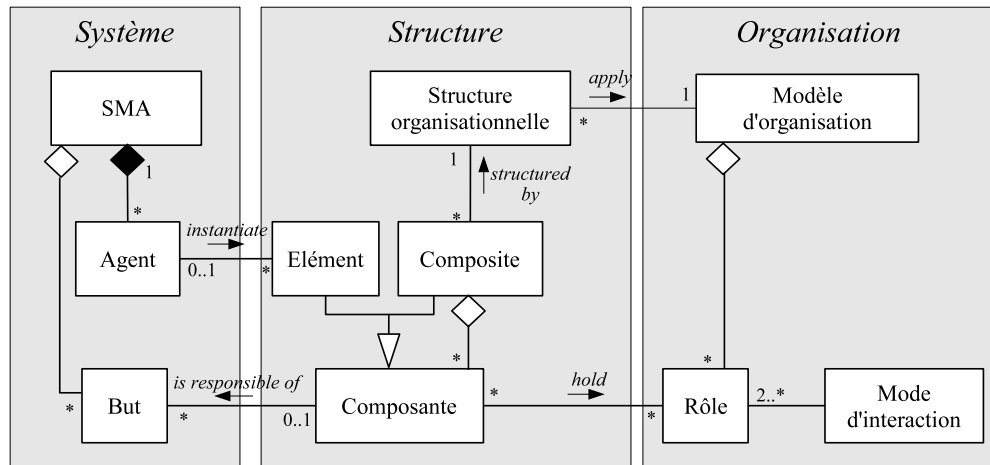 Système
Structure
Organisation
SMA
Structure
organisationnelle
apply
1
*
Modèle
d'organisation
1
*
1
structured
by
*
Agent
instantiate
0..1
*
Elément
Composite
*
*
But
is responsible of
*
0..1
Composante
*
hold
*
*
Rôle
2..*
Mode
d'interaction